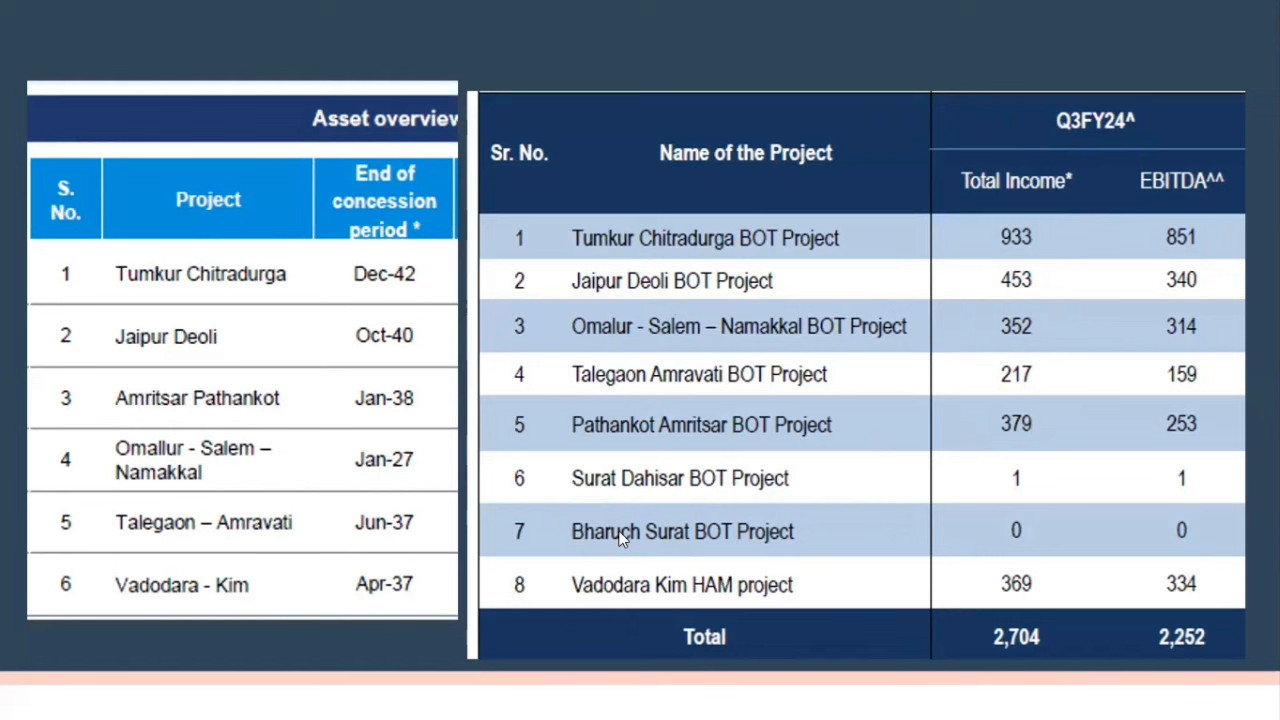 Asset overview
S. No. Project End of concession period *
1 Tumkur Chitradurga Dec-42
2 Jaipur Deoli Oct-40
3 Amritsar Pathankot Jan-38
4 Omallur - Salem – Namakkal Jan-27
5 Talegaon – Amravati Jun-37
6 Vadodara - Kim Apr-37
Sr. No. Name of the Project Q3FY24^
Total Income* EBITDA^^
1 Tumkur Chitradurga BOT Project 933 851
2 Jaipur Deoli BOT Project 453 340
3 Omalur - Salem – Namakkal BOT Project 352 314
4 Talegaon Amravati BOT Project 217 159
5 Pathankot Amritsar BOT Project 379 253
6 Surat Dahisar BOT Project 1 1
7 Bharuch Surat BOT Project 0 0
8 Vadodara Kim HAM project 369 334
Total 2,704 2,252